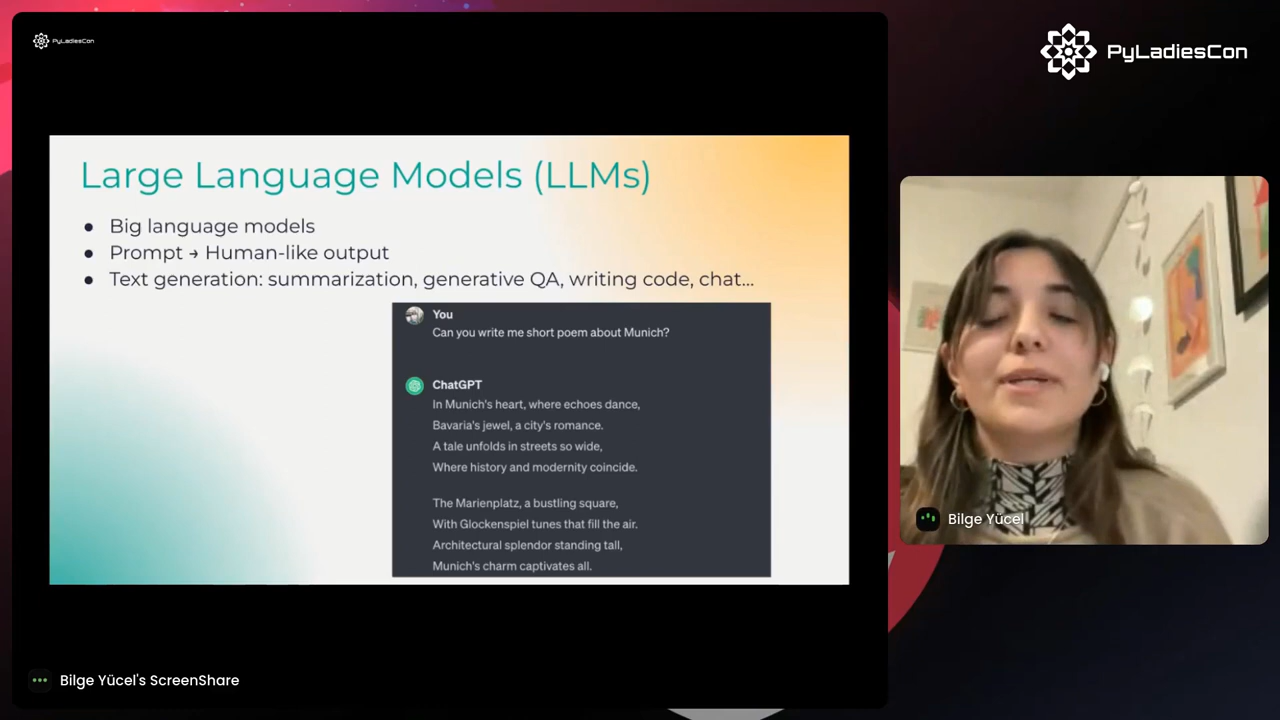 PyLadiesCon
PyLadiesCon
Large Language Models (LLMs)
● Big language models
● Prompt → Human-like output
● Text generation: summarization, generative QA, writing code, chat...
You
Can you write me short poem about Munich?
ChatGPT
In Munich's heart, where echoes dance,
Bavaria's jewel, a city's romance.
A tale unfolds in streets so wide,
Where history and modernity coincide.
The Marienplatz, a bustling square,
With Glockenspiel tunes that fill the air.
Architectural splendor standing tall,
Munich's charm captivates all.
Bilge Yücel
Bilge Yücel's ScreenShare